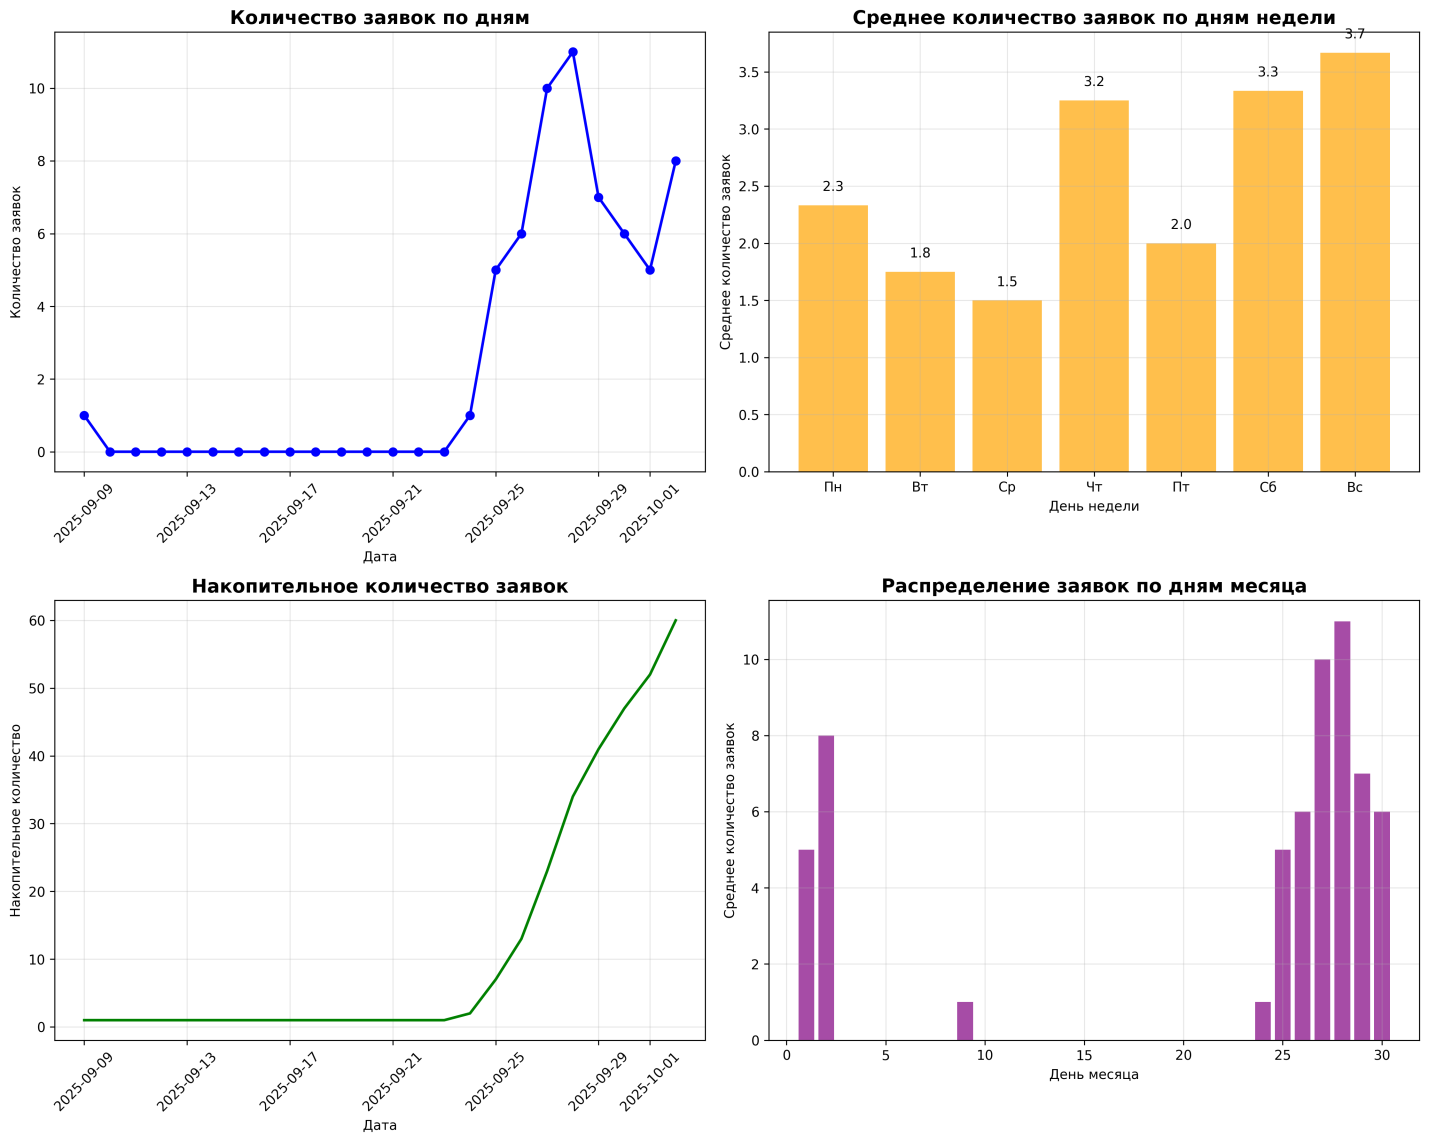 Количество заявок по дням
Количество заявок
10
8
6
4
2
0
2025-09-09
2025-09-13
2025-09-17
2025-09-21
2025-09-25
2025-09-29
2025-10-01
Дата
Среднее количество заявок по дням недели
Среднее количество заявок
3.5
3.0
2.5
2.0
1.5
1.0
0.5
0.0
2.3
1.8
1.5
3.2
2.0
3.3
3.7
Пн
Вт
Ср
Чт
Пт
Сб
Вс
День недели
Накопительное количество заявок
Накопительное количество
60
50
40
30
20
10
0
2025-09-09
2025-09-13
2025-09-17
2025-09-21
2025-09-25
2025-09-29
2025-10-01
Дата
Распределение заявок по дням месяца
Среднее количество заявок
10
8
6
4
2
0
0
5
10
15
20
25
30
День месяца